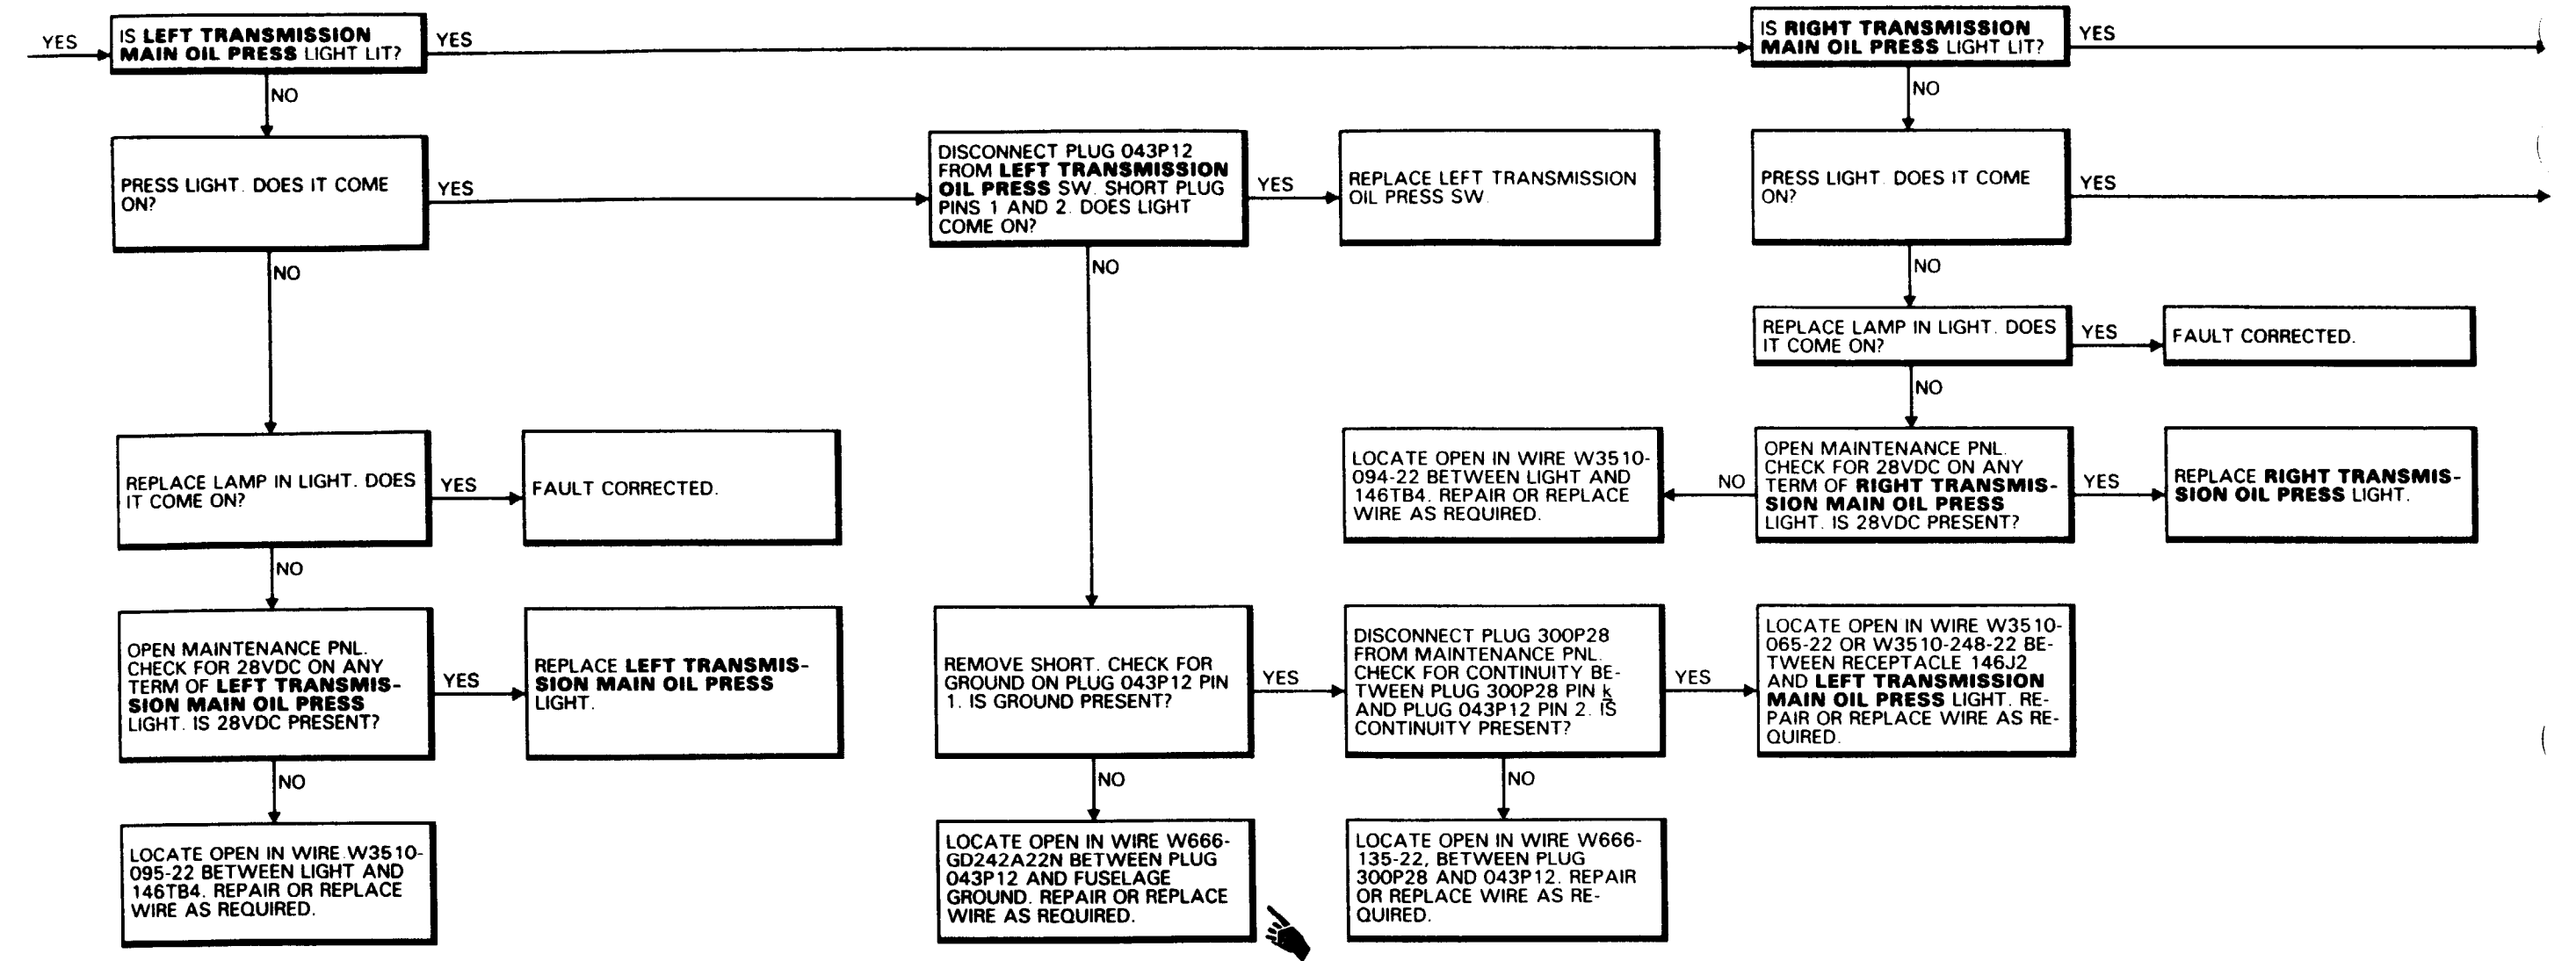 YES
IS LEFT TRANSMISSION
MAIN OIL PRESS LIGHT LIT?
YES
IS RIGHT TRANSMISSION
MAIN OIL PRESS LIGHT LIT?
YES
NO
NO
PRESS LIGHT. DOES IT COME
ON?
YES
DISCONNECT PLUG 043P12
FROM LEFT TRANSMISSION
OIL PRESS SW. SHORT PLUG
PINS 1 AND 2. DOES LIGHT
COME ON?
YES
REPLACE LEFT TRANSMISSION
OIL PRESS SW.
PRESS LIGHT. DOES IT COME
ON?
YES
NO
NO
NO
REPLACE LAMP IN LIGHT. DOES
IT COME ON?
YES
FAULT CORRECTED.
NO
REPLACE LAMP IN LIGHT. DOES
IT COME ON?
YES
FAULT CORRECTED.
LOCATE OPEN IN WIRE W3510-
094-22 BETWEEN LIGHT AND
146TB4. REPAIR OR REPLACE
WIRE AS REQUIRED.
NO
OPEN MAINTENANCE PNL.
CHECK FOR 28VDC ON ANY
TERM OF RIGHT TRANSMIS-
SION MAIN OIL PRESS
LIGHT. IS 28VDC PRESENT?
YES
REPLACE RIGHT TRANSMIS-
SION OIL PRESS LIGHT.
NO
OPEN MAINTENANCE PNL.
CHECK FOR 28VDC ON ANY
TERM OF LEFT TRANSMIS-
SION MAIN OIL PRESS
LIGHT. IS 28VDC PRESENT?
YES
REPLACE LEFT TRANSMIS-
SION MAIN OIL PRESS
LIGHT.
REMOVE SHORT. CHECK FOR
GROUND ON PLUG 043P12 PIN
1. IS GROUND PRESENT?
YES
DISCONNECT PLUG 300P28
FROM MAINTENANCE PNL.
CHECK FOR CONTINUITY BE-
TWEEN PLUG 300P28 PIN k
AND PLUG 043P12 PIN 2. IS
CONTINUITY PRESENT?
YES
LOCATE OPEN IN WIRE W3510-
065-22 OR W3510-248-22 BE-
TWEEN RECEPTACLE 146J2
AND LEFT TRANSMISSION
MAIN OIL PRESS LIGHT. RE-
PAIR OR REPLACE WIRE AS RE-
QUIRED.
NO
NO
NO
LOCATE OPEN IN WIRE W3510-
095-22 BETWEEN LIGHT AND
146TB4. REPAIR OR REPLACE
WIRE AS REQUIRED.
LOCATE OPEN IN WIRE W666-
GD242A22N BETWEEN PLUG
043P12 AND FUSELAGE
GROUND. REPAIR OR REPLACE
WIRE AS REQUIRED.
LOCATE OPEN IN WIRE W666-
135-22, BETWEEN PLUG
300P28 AND 043P12. REPAIR
OR REPLACE WIRE AS RE-
QUIRED.